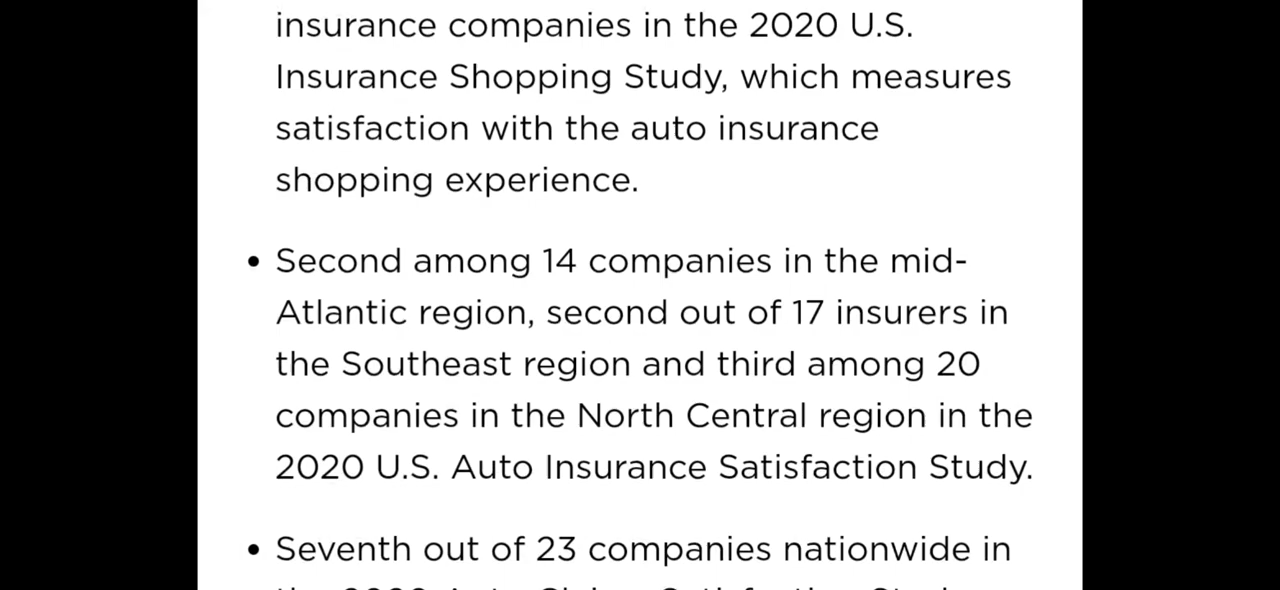 insurance companies in the 2020 U.S.
Insurance Shopping Study, which measures
satisfaction with the auto insurance
shopping experience.
• Second among 14 companies in the mid-
Atlantic region, second out of 17 insurers in
the Southeast region and third among 20
companies in the North Central region in the
2020 U.S. Auto Insurance Satisfaction Study.
• Seventh out of 23 companies nationwide in